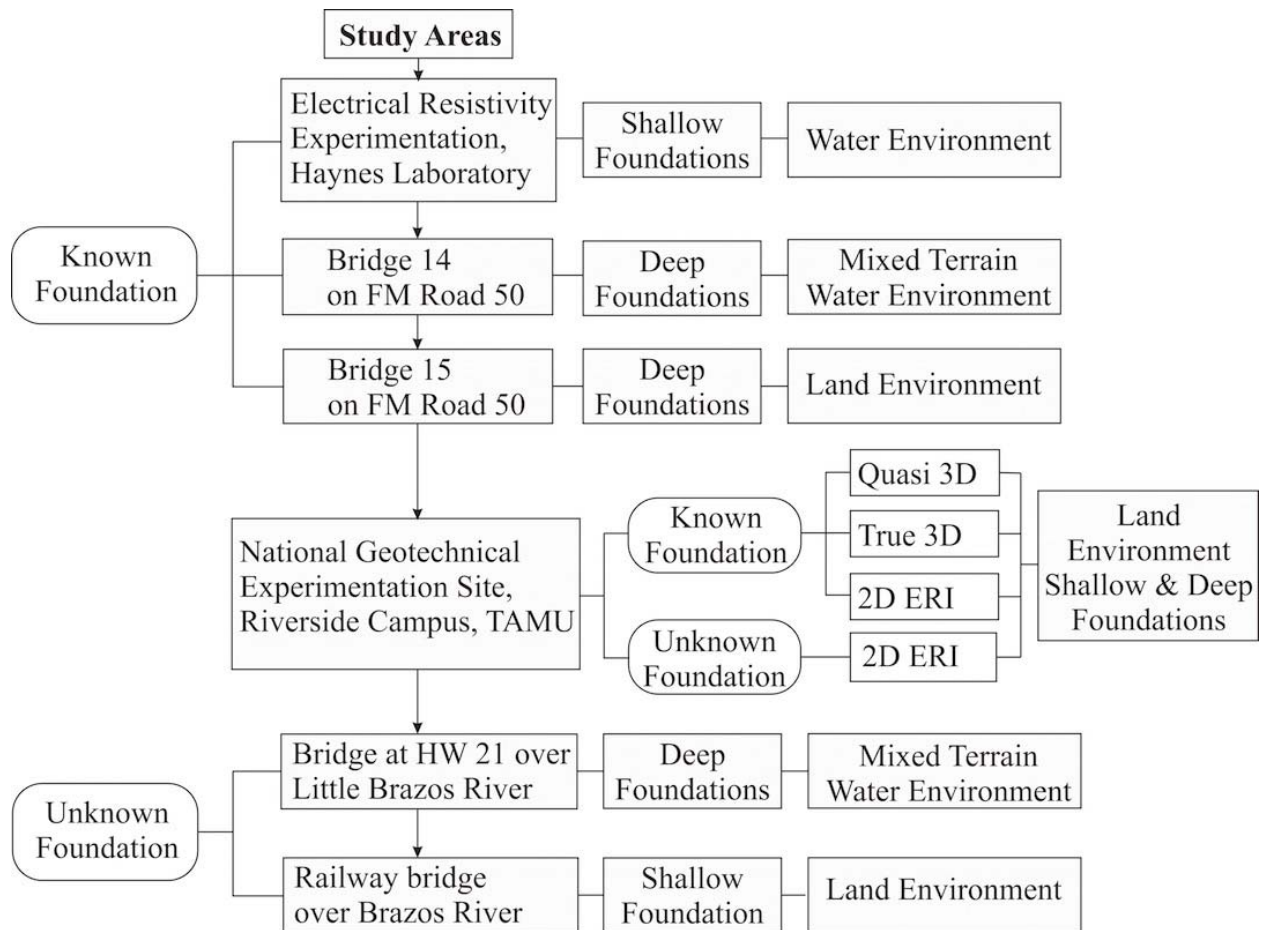 Study Areas
Electrical Resistivity
Experimentation,
Haynes Laboratory
Shallow
Foundations
Water Environment
Known
Foundation
Bridge 14
on FM Road 50
Deep
Foundations
Mixed Terrain
Water Environment
Bridge 15
on FM Road 50
Deep
Foundations
Land Environment
National Geotechnical
Experimentation Site,
Riverside Campus, TAMU
Known
Foundation
Quasi 3D
True 3D
2D ERI
Unknown
Foundation
2D ERI
Land
Environment
Shallow & Deep
Foundations
Unknown
Foundation
Bridge at HW 21 over
Little Brazos River
Deep
Foundations
Mixed Terrain
Water Environment
Railway bridge
over Brazos River
Shallow
Foundation
Land Environment